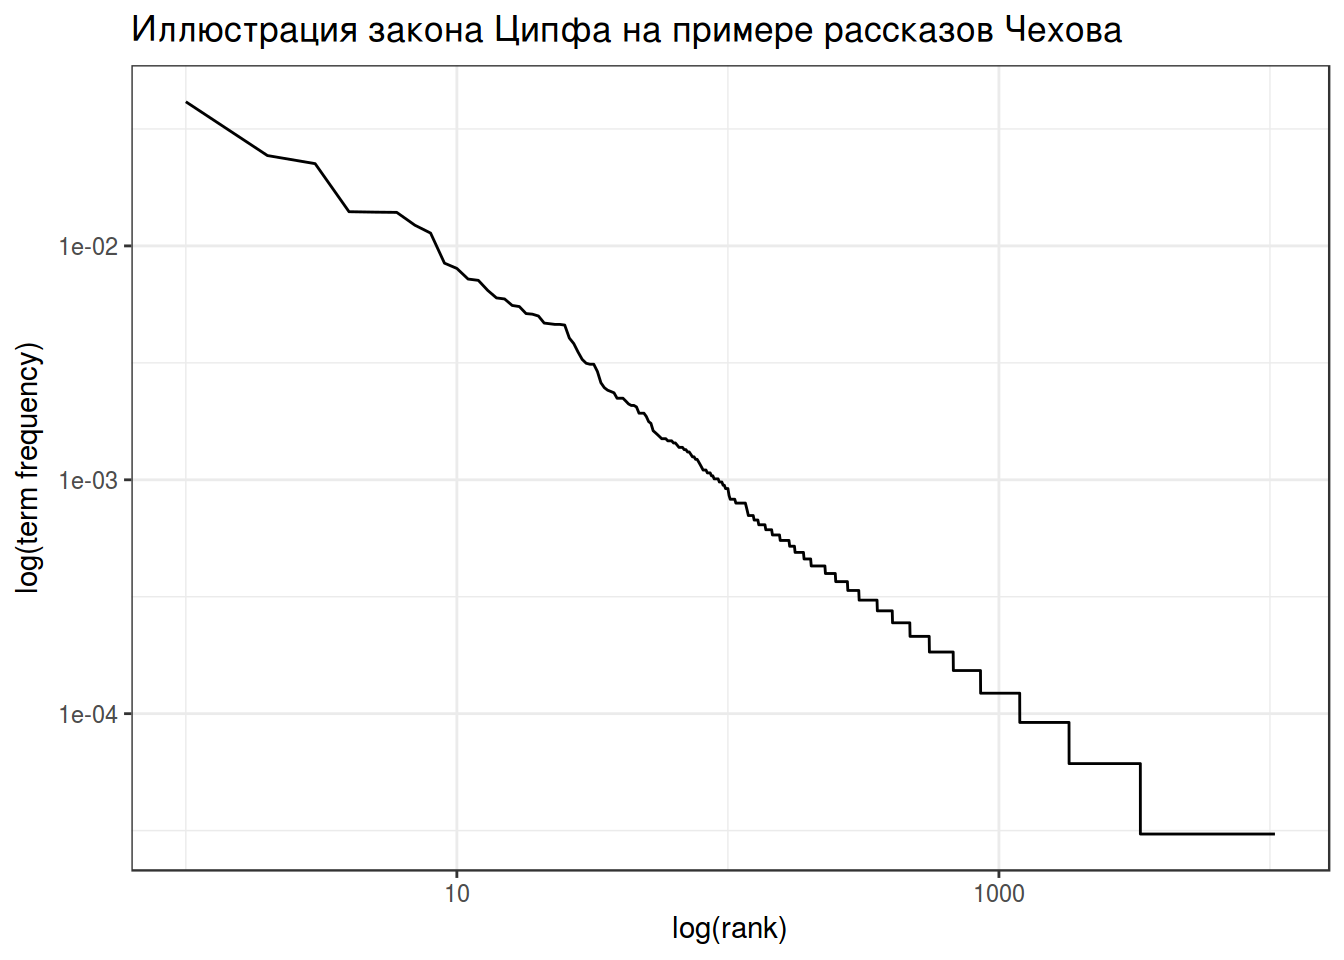 Иллюстрация закона Ципфа на примере рассказов Чехова
log(term frequency)
1e-02
1e-03
1e-04
10
1000
log(rank)